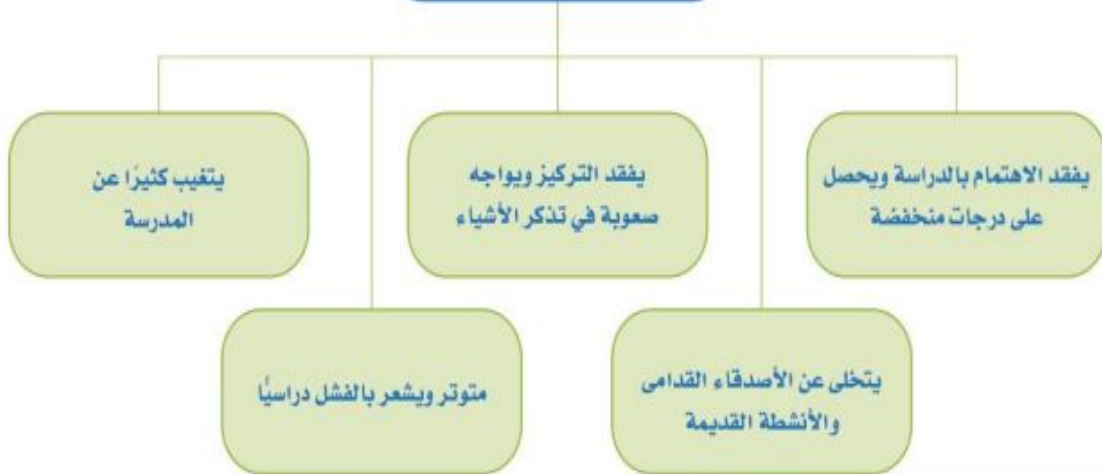 يفقد الاهتمام بالدراسة ويحصل
على درجات منخفضة
يفقد التركيز ويواجه
صعوبة في تذكر الأشياء
يتغيب كثيرًا عن
المدرسة
يتخلى عن الأصدقاء القدامى
والأنشطة القديمة
متوتر ويشعر بالفشل دراسيًا